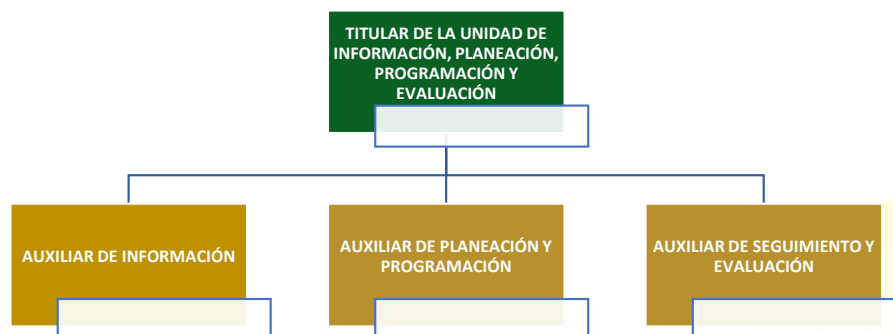 TITULAR DE LA UNIDAD DE
INFORMACIÓN, PLANEACIÓN,
PROGRAMACIÓN Y
EVALUACIÓN
AUXILIAR DE INFORMACIÓN
AUXILIAR DE PLANEACIÓN Y
PROGRAMACIÓN
AUXILIAR DE SEGUIMIENTO Y
EVALUACIÓN